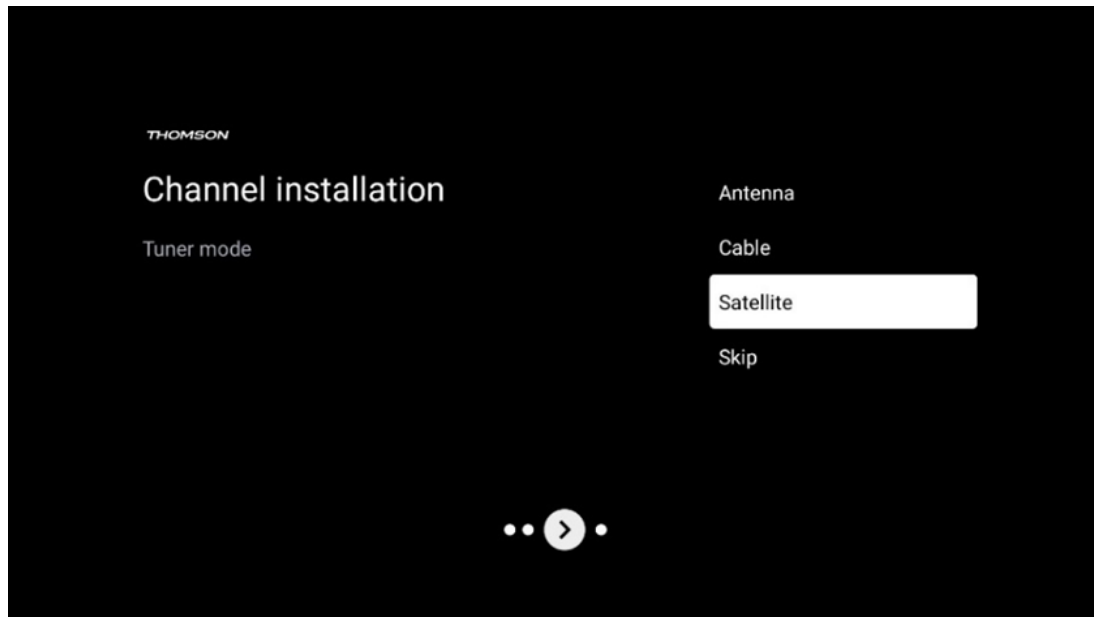 THOMSON
Channel installation
Tuner mode
Antenna
Cable
Satellite
Skip